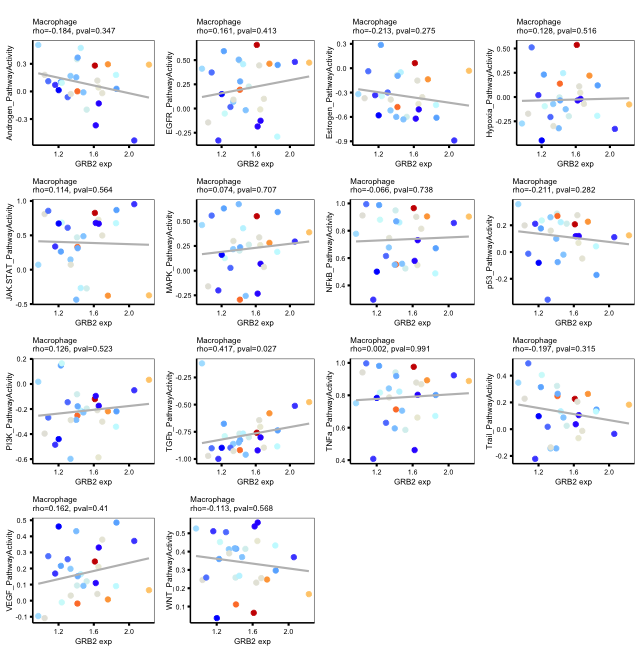 Macrophage
rho=-0.184, pval=0.347
Androgen_PathwayActivity
0.3
0.0
-0.3
1.2 1.6 2.0
GRB2 exp
Macrophage
rho=0.161, pval=0.413
EGFR_PathwayActivity
0.50
0.25
0.00
-0.25
1.2 1.6 2.0
GRB2 exp
Macrophage
rho=-0.213, pval=0.275
Estrogen_PathwayActivity
0.3
0.0
-0.3
-0.6
-0.9
1.2 1.6 2.0
GRB2 exp
Macrophage
rho=0.128, pval=0.516
Hypoxia_PathwayActivity
0.50
0.25
0.00
-0.25
1.2 1.6 2.0
GRB2 exp
Macrophage
rho=0.114, pval=0.564
JAK.STAT_PathwayActivity
1.0
0.5
0.0
-0.5
1.2 1.6 2.0
GRB2 exp
Macrophage
rho=0.074, pval=0.707
MAPK_PathwayActivity
0.50
0.25
0.00
-0.25
1.2 1.6 2.0
GRB2 exp
Macrophage
rho=-0.066, pval=0.738
NFkB_PathwayActivity
1.0
0.8
0.6
0.4
1.2 1.6 2.0
GRB2 exp
Macrophage
rho=-0.211, pval=0.282
p53_PathwayActivity
0.2
0.0
-0.2
1.2 1.6 2.0
GRB2 exp
Macrophage
rho=0.126, pval=0.523
PI3K_PathwayActivity
0.2
0.0
-0.2
-0.4
-0.6
1.2 1.6 2.0
GRB2 exp
Macrophage
rho=0.417, pval=0.027
TGFb_PathwayActivity
-0.25
-0.50
-0.75
-1.00
1.2 1.6 2.0
GRB2 exp
Macrophage
rho=0.002, pval=0.991
TNFa_PathwayActivity
1.0
0.8
0.6
0.4
1.2 1.6 2.0
GRB2 exp
Macrophage
rho=-0.197, pval=0.315
Trail_PathwayActivity
0.4
0.2
0.0
-0.2
1.2 1.6 2.0
GRB2 exp
Macrophage
rho=0.162, pval=0.41
VEGF_PathwayActivity
0.5
0.4
0.3
0.2
0.1
0.0
-0.1
1.2 1.6 2.0
GRB2 exp
Macrophage
rho=-0.113, pval=0.568
WNT_PathwayActivity
0.5
0.4
0.3
0.2
0.1
1.2 1.6 2.0
GRB2 exp